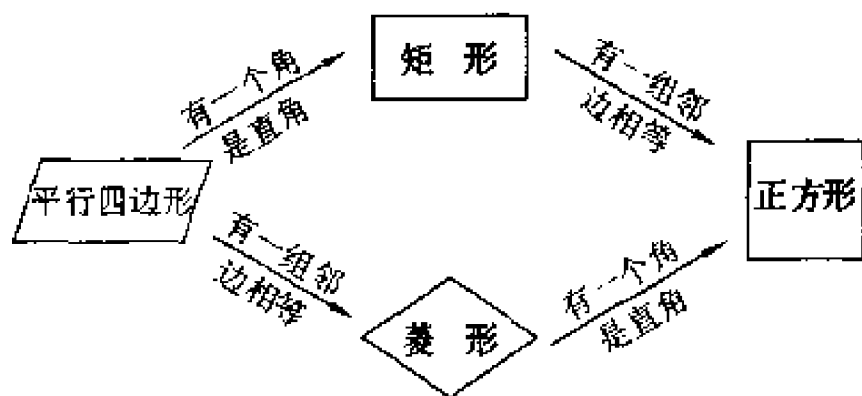 矩 形
有一个角
是直角
有一组邻
边相等
平行四边形
正方形
有一组邻
边相等
有一个角
是直角
菱 形